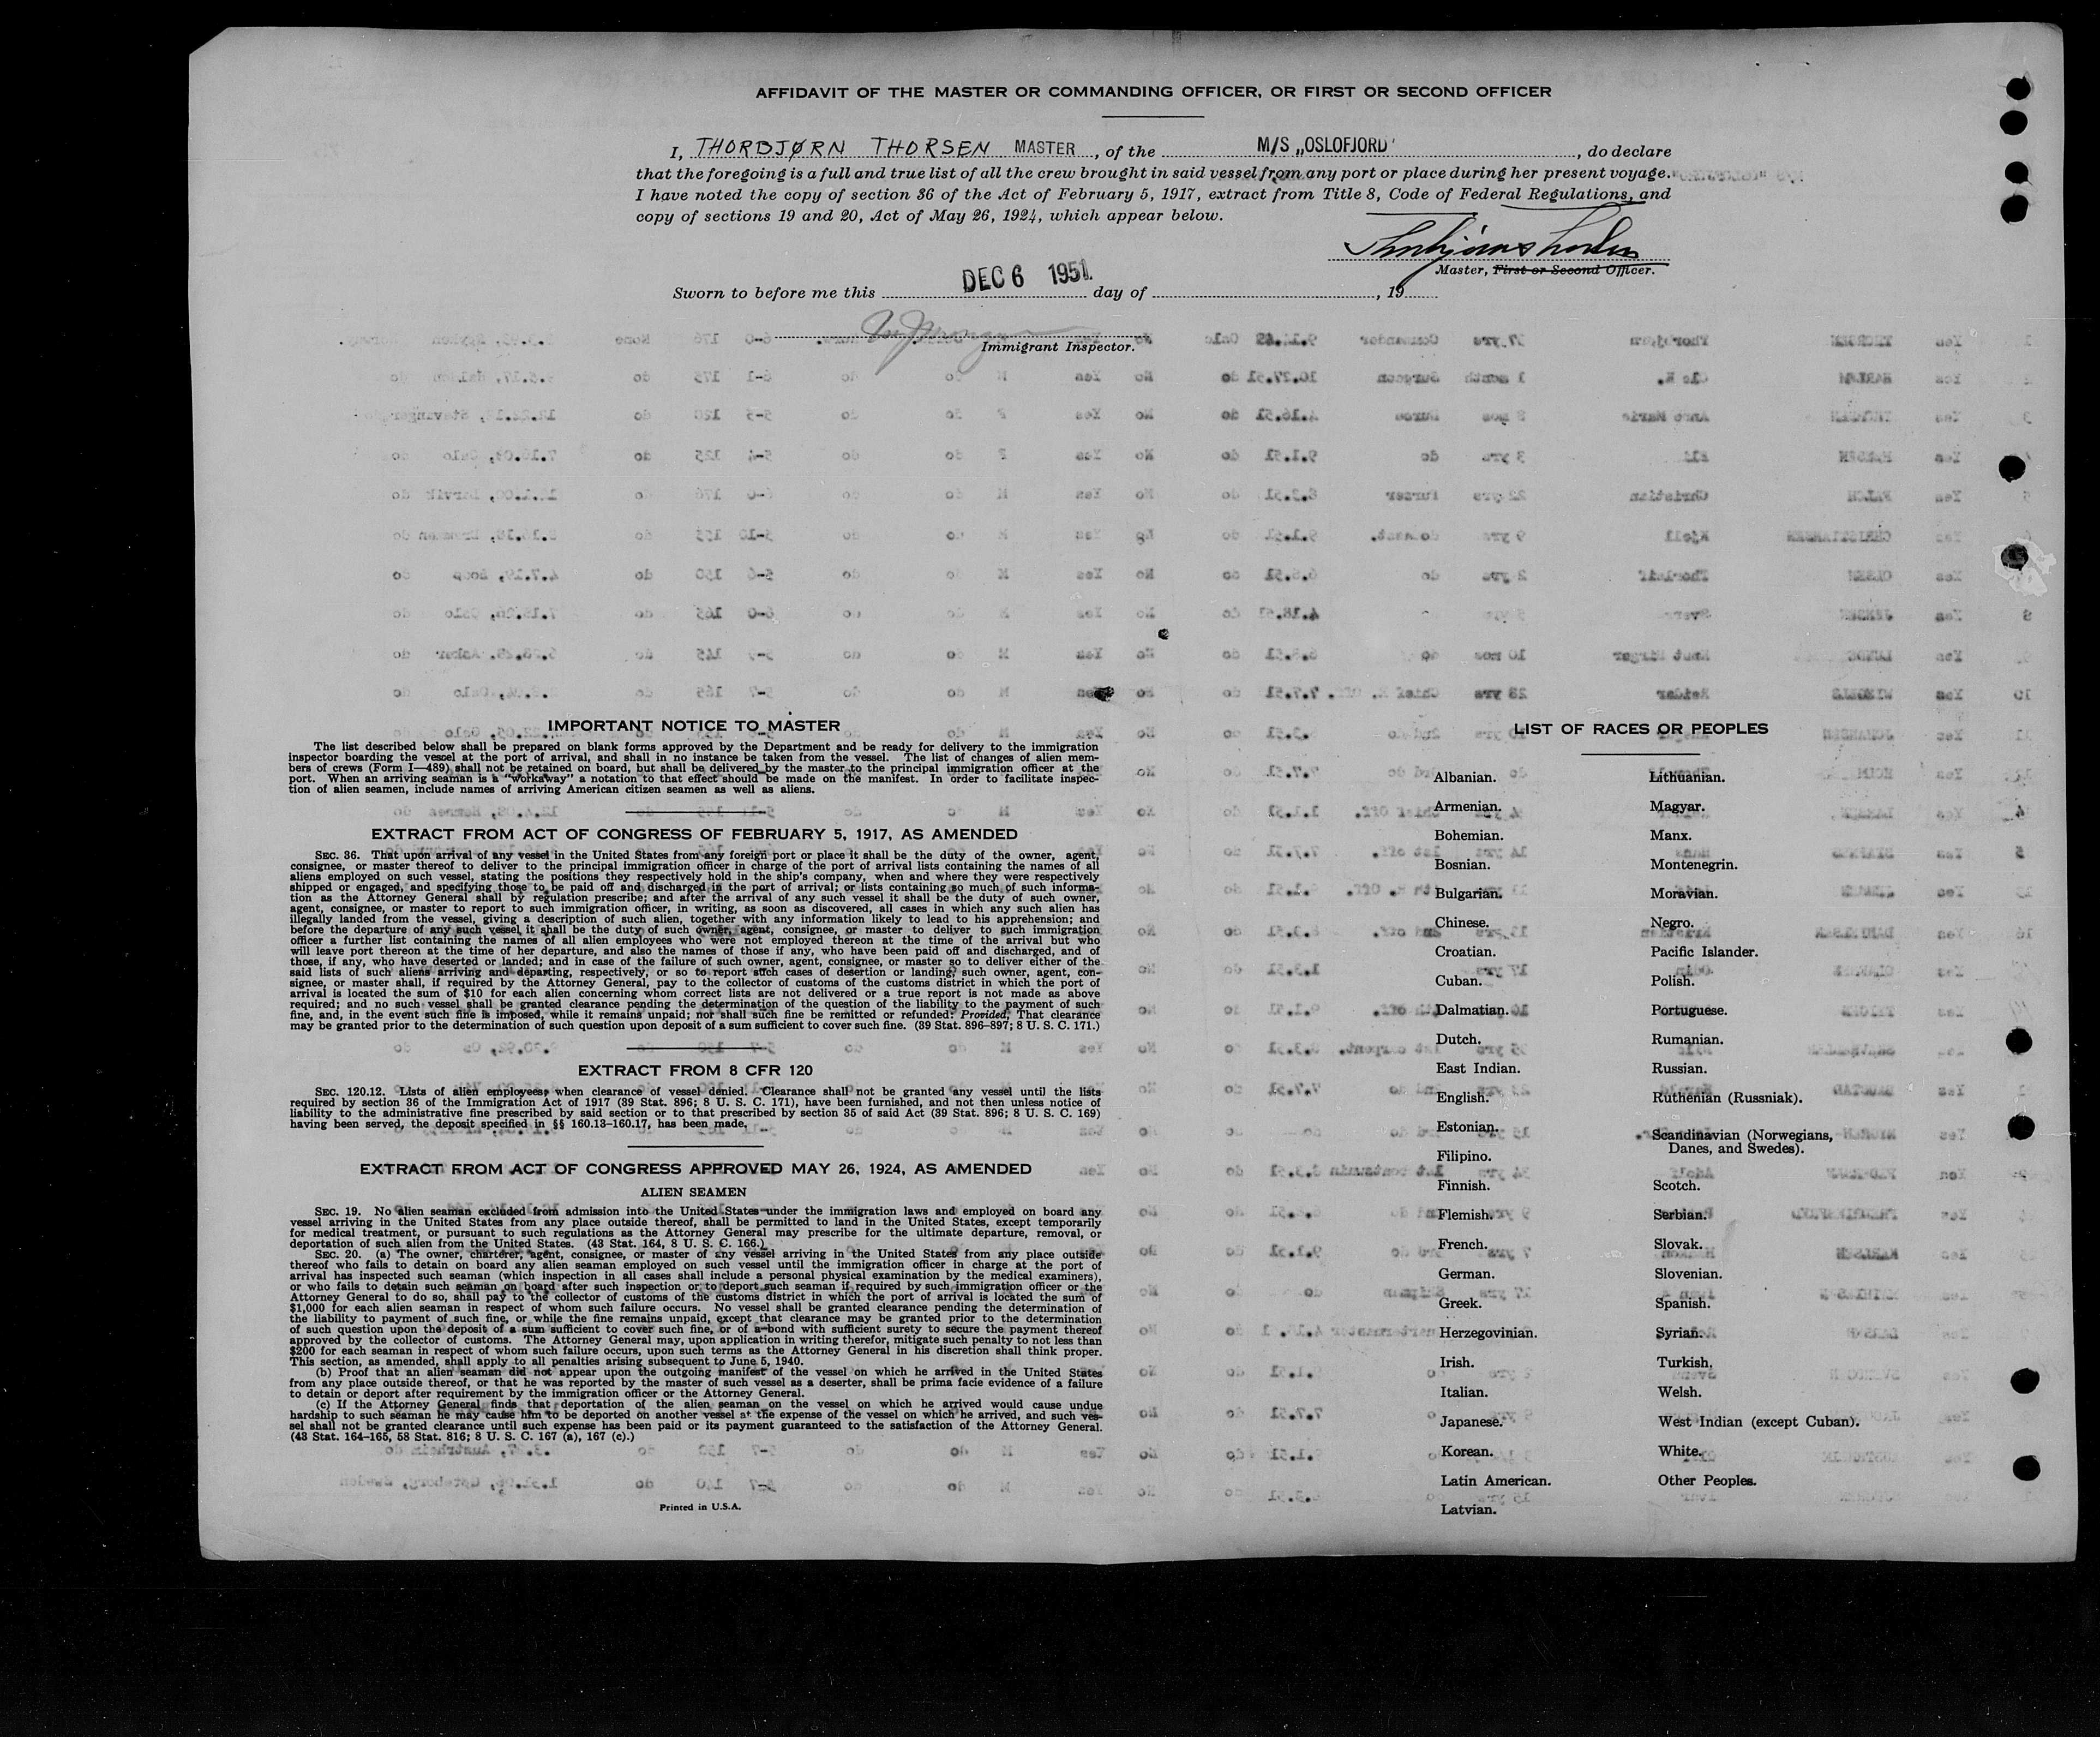 AFFIDAVIT OF THE MASTER OR COMMANDING OFFICER, OR FIRST OR SECOND OFFICER
I, THORBJØRN THORSEN MASTER, of the M/S „OSLOFJORD", do declare
that the foregoing is a full and true list of all the crew brought in said vessel from any port or place during her present voyage.
I have noted the copy of section 36 of the Act of February 5, 1917, extract from Title 8, Code of Federal Regulations, and
copy of sections 19 and 20, Act of May 26, 1924, which appear below.
Thorbjørn Thorsen
Master, First or Second Officer.
DEC 6 1951
Sworn to before me this day of , 19
Immigrant Inspector.
IMPORTANT NOTICE TO MASTER
The list described below shall be prepared on blank forms approved by the Department and be ready for delivery to the immigration
inspector boarding the vessel at the port of arrival, and shall in no instance be taken from the vessel. The list of changes of alien mem-
bers of crews (Form I—489) shall not be retained on board, but shall be delivered by the master to the principal immigration officer at the
port. When an arriving seaman is a "workaway" a notation to that effect should be made on the manifest. In order to facilitate inspec-
tion of alien seamen, include names of arriving American citizen seamen as well as aliens.
EXTRACT FROM ACT OF CONGRESS OF FEBRUARY 5, 1917, AS AMENDED
SEC. 36. That upon arrival of any vessel in the United States from any foreign port or place it shall be the duty of the owner, agent,
consignee, or master thereof to deliver to the principal immigration officer in charge of the port of arrival lists containing the names of all
aliens employed on such vessel, stating the positions they respectively hold in the ship's company, when and where they were respectively
shipped or engaged, and specifying those to be paid off and discharged in the port of arrival; or lists containing so much of such informa-
tion as the Attorney General shall by regulation prescribe; and after the arrival of any such vessel it shall be the duty of such owner,
agent, consignee, or master to report to such immigration officer, in writing, as soon as discovered, all cases in which any such alien has
illegally landed from the vessel, giving a description of such alien, together with any information likely to lead to his apprehension; and
before the departure of any such vessel it shall be the duty of such owner, agent, consignee, or master to deliver to such immigration
officer a further list containing the names of all alien employees who were not employed thereon at the time of the arrival but who
will leave port thereon at the time of her departure, and also the names of those if any, who have been paid off and discharged, and of
those, if any, who have deserted or landed; and in case of the failure of such owner, agent, consignee, or master so to deliver either of the
said lists of such aliens arriving and departing, respectively, or so to report such cases of desertion or landing, such owner, agent, con-
signee, or master shall, if required by the Attorney General, pay to the collector of customs of the customs district in which the port of
arrival is located the sum of $10 for each alien concerning whom correct lists are not delivered or a true report is not made as above
required; and no such vessel shall be granted clearance pending the determination of the question of the liability to the payment of such
fine, and, in the event such fine is imposed, while it remains unpaid; nor shall such fine be remitted or refunded: Provided, That clearance
may be granted prior to the determination of such question upon deposit of a sum sufficient to cover such fine. (39 Stat. 896–897; 8 U. S. C. 171.)
EXTRACT FROM 8 CFR 120
SEC. 120.12. Lists of alien employees; when clearance of vessel denied. Clearance shall not be granted any vessel until the lists
required by section 36 of the Immigration Act of 1917 (39 Stat. 896; 8 U. S. C. 171), have been furnished, and not then unless notice of
liability to the administrative fine prescribed by said section or to that prescribed by section 35 of said Act (39 Stat. 896; 8 U. S. C. 169)
having been served, the deposit specified in §§ 160.13–160.17, has been made.
EXTRACT FROM ACT OF CONGRESS APPROVED MAY 26, 1924, AS AMENDED
ALIEN SEAMEN
SEC. 19. No alien seaman excluded from admission into the United States under the immigration laws and employed on board any
vessel arriving in the United States from any place outside thereof, shall be permitted to land in the United States, except temporarily
for medical treatment, or pursuant to such regulations as the Attorney General may prescribe for the ultimate departure, removal, or
deportation of such alien from the United States. (43 Stat. 164, 8 U. S. C. 166.)
SEC. 20. (a) The owner, charterer, agent, consignee, or master of any vessel arriving in the United States from any place outside
thereof who fails to detain on board any alien seaman employed on such vessel until the immigration officer in charge at the port of
arrival has inspected such seaman (which inspection in all cases shall include a personal physical examination by the medical examiners),
or who fails to detain such seaman on board after such inspection or to deport such seaman if required by such immigration officer or the
Attorney General to do so, shall pay to the collector of customs of the customs district in which the port of arrival is located the sum of
$1,000 for each alien seaman in respect of whom such failure occurs. No vessel shall be granted clearance pending the determination of
the liability to payment of such fine, or while the fine remains unpaid, except that clearance may be granted prior to the determination
of such question upon the deposit of a sum sufficient to cover such fine, or of a bond with sufficient surety to secure the payment thereof
approved by the collector of customs. The Attorney General may, upon application in writing therefor, mitigate such penalty to not less than
$200 for each seaman in respect of whom such failure occurs, upon such terms as the Attorney General in his discretion shall think proper.
This section, as amended, shall apply to all penalties arising subsequent to June 5, 1940.
(b) Proof that an alien seaman did not appear upon the outgoing manifest of the vessel on which he arrived in the United States
from any place outside thereof, or that he was reported by the master of such vessel as a deserter, shall be prima facie evidence of a failure
to detain or deport after requirement by the immigration officer or the Attorney General.
(c) If the Attorney General finds that deportation of the alien seaman on the vessel on which he arrived would cause undue
hardship to such seaman he may cause him to be deported on another vessel at the expense of the vessel on which he arrived, and such ves-
sel shall not be granted clearance until such expense has been paid or its payment guaranteed to the satisfaction of the Attorney General.
(43 Stat. 164–165, 58 Stat. 816; 8 U. S. C. 167 (a), 167 (c).)
Printed in U.S.A.
LIST OF RACES OR PEOPLES
Albanian.
Armenian.
Bohemian.
Bosnian.
Bulgarian.
Chinese.
Croatian.
Cuban.
Dalmatian.
Dutch.
East Indian.
English.
Estonian.
Filipino.
Finnish.
Flemish.
French.
German.
Greek.
Herzegovinian.
Irish.
Italian.
Japanese.
Korean.
Latin American.
Latvian.
Lithuanian.
Magyar.
Manx.
Montenegrin.
Moravian.
Negro.
Pacific Islander.
Polish.
Portuguese.
Rumanian.
Russian.
Ruthenian (Russniak).
Scandinavian (Norwegians,
Danes, and Swedes).
Scotch.
Serbian.
Slovak.
Slovenian.
Spanish.
Syrian.
Turkish.
Welsh.
West Indian (except Cuban).
White.
Other Peoples.